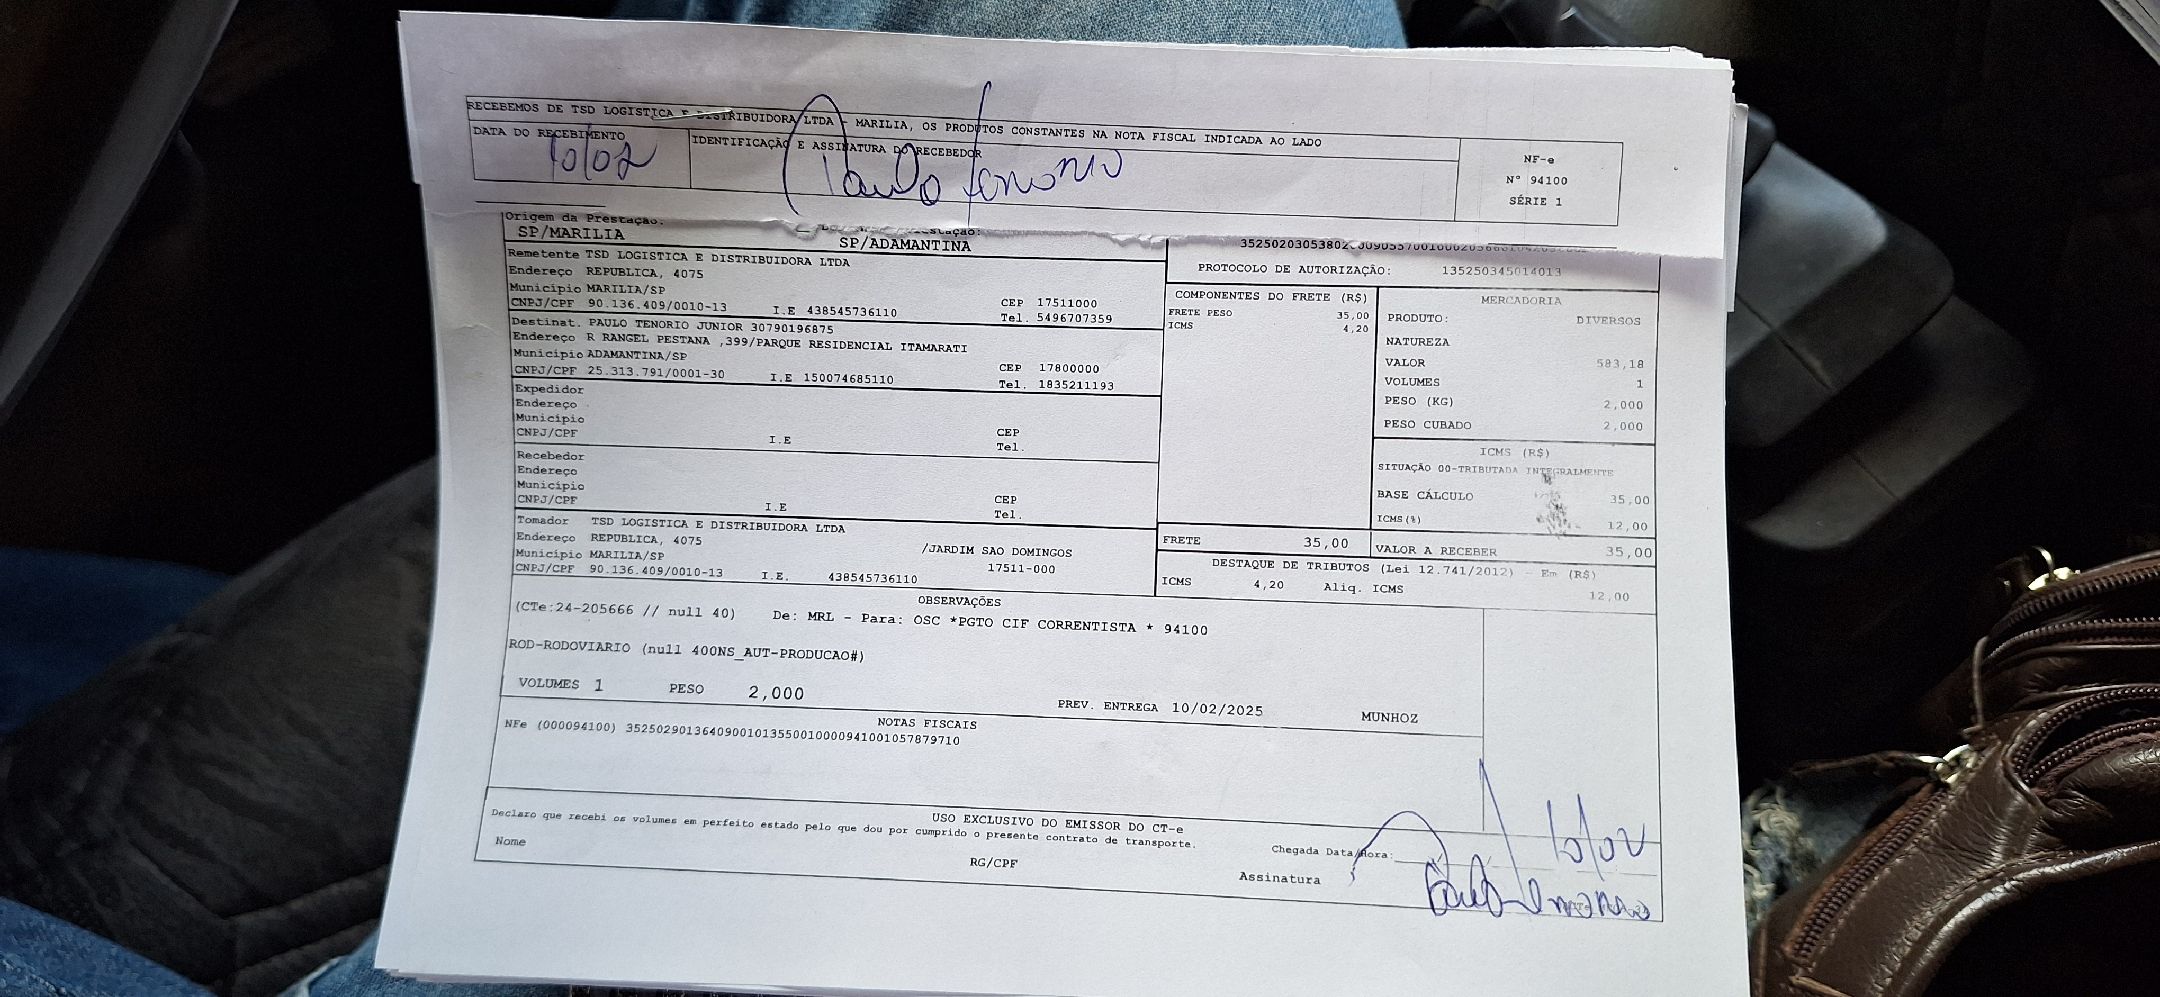 RECEBEMOS DE TSD LOGISTICA E DISTRIBUIDORA LTDA - MARILIA, OS PRODUTOS CONSTANTES NA NOTA FISCAL INDICADA AO LADO
DATA DO RECEBIMENTO
10/02
IDENTIFICAÇÃO E ASSINATURA DO RECEBEDOR
Paulo Tenorio
NF-e
N° 94100
SÉRIE 1
Origem da Prestação:
SP/MARILIA
SP/ADAMANTINA
Remetente TSD LOGISTICA E DISTRIBUIDORA LTDA
Endereço REPUBLICA, 4075
Município MARILIA/SP
CEP 17511000
CNPJ/CPF 90.136.409/0010-13 I.E 438545736110 Tel. 5496707359
Destinat. PAULO TENORIO JUNIOR 30790196875
Endereço R RANGEL PESTANA ,399/PARQUE RESIDENCIAL ITAMARATI
Município ADAMANTINA/SP CEP 17800000
CNPJ/CPF 25.313.791/0001-30 I.E 150074685110 Tel. 1835211193
Expedidor
Endereço
Município CEP
CNPJ/CPF I.E Tel.
Recebedor
Endereço
Município CEP
CNPJ/CPF I.E Tel.
Tomador TSD LOGISTICA E DISTRIBUIDORA LTDA
Endereço REPUBLICA, 4075 /JARDIM SAO DOMINGOS
Município MARILIA/SP 17511-000
CNPJ/CPF 90.136.409/0010-13 I.E. 438545736110
PROTOCOLO DE AUTORIZAÇÃO: 135250345014013
COMPONENTES DO FRETE (R$)
FRETE PESO 35,00
ICMS 4,20
MERCADORIA
PRODUTO: DIVERSOS
NATUREZA
VALOR 583,18
VOLUMES 1
PESO (KG) 2,000
PESO CUBADO 2,000
ICMS (R$)
SITUAÇÃO 00-TRIBUTADA INTEGRALMENTE
BASE CÁLCULO 35,00
ICMS(%) 12,00
FRETE 35,00
VALOR A RECEBER 35,00
DESTAQUE DE TRIBUTOS (Lei 12.741/2012) - Em (R$)
ICMS 4,20 Aliq. ICMS 12,00
OBSERVAÇÕES
(CTe:24-205666 // null 40) De: MRL - Para: OSC *PGTO CIF CORRENTISTA * 94100
ROD-RODOVIARIO (null 400NS_AUT-PRODUCAO#)
VOLUMES 1 PESO 2,000 PREV. ENTREGA 10/02/2025 MUNHOZ
NOTAS FISCAIS
NFe (000094100) 35250290136409001013550010000941001057879710
USO EXCLUSIVO DO EMISSOR DO CT-e
Declaro que recebi os volumes em perfeito estado pelo que dou por cumprido o presente contrato de transporte.
Nome RG/CPF
Chegada Data/Hora: 10/02
Assinatura Paulo Tenorio